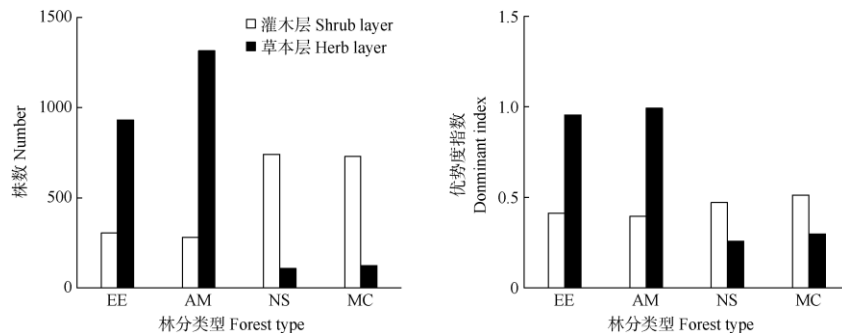 1500
1000
500
0
株数 Number
灌木层 Shrub layer
草本层 Herb layer
EE AM NS MC
林分类型 Forest type
1.5
1.0
0.5
0
优势度指数
Donminant index
EE AM NS MC
林分类型 Forest type